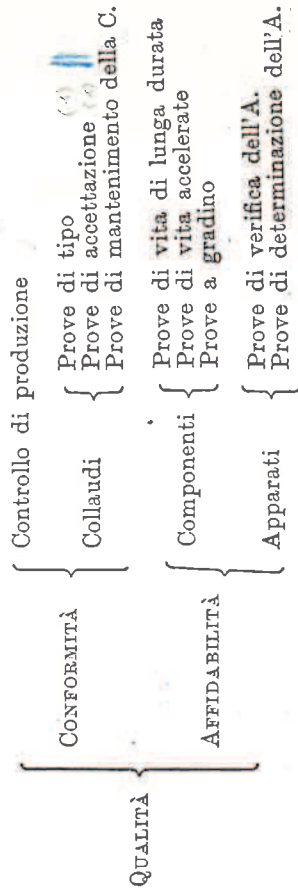 QUALITÀ
CONFORMITÀ
Controllo di produzione
Collaudi
Prove di tipo
Prove di accettazione
Prove di mantenimento della C.
AFFIDABILITÀ
Componenti
Prove di vita di lunga durata
Prove di vita accelerate
Prove a gradino
Apparati
Prove di verifica dell'A.
Prove di determinazione dell'A.